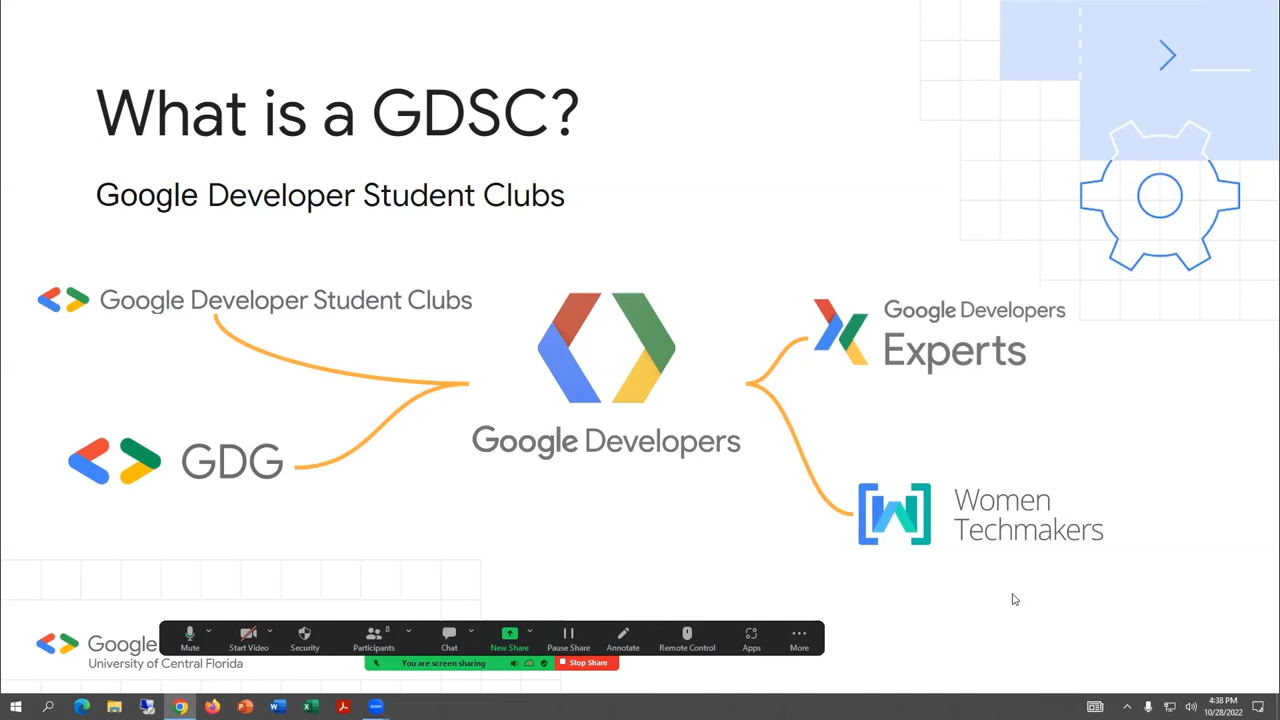 What is a GDSC?
Google Developer Student Clubs
Google Developer Student Clubs
GDG
Google Developers
Google Developers
Experts
Women
Techmakers
Google
University of Central Florida
Mute
Start Video
Security
8
Participants
Chat
New Share
Pause Share
Annotate
Remote Control
Apps
More
You are screen sharing
Stop Share
4:38 PM
10/28/2022